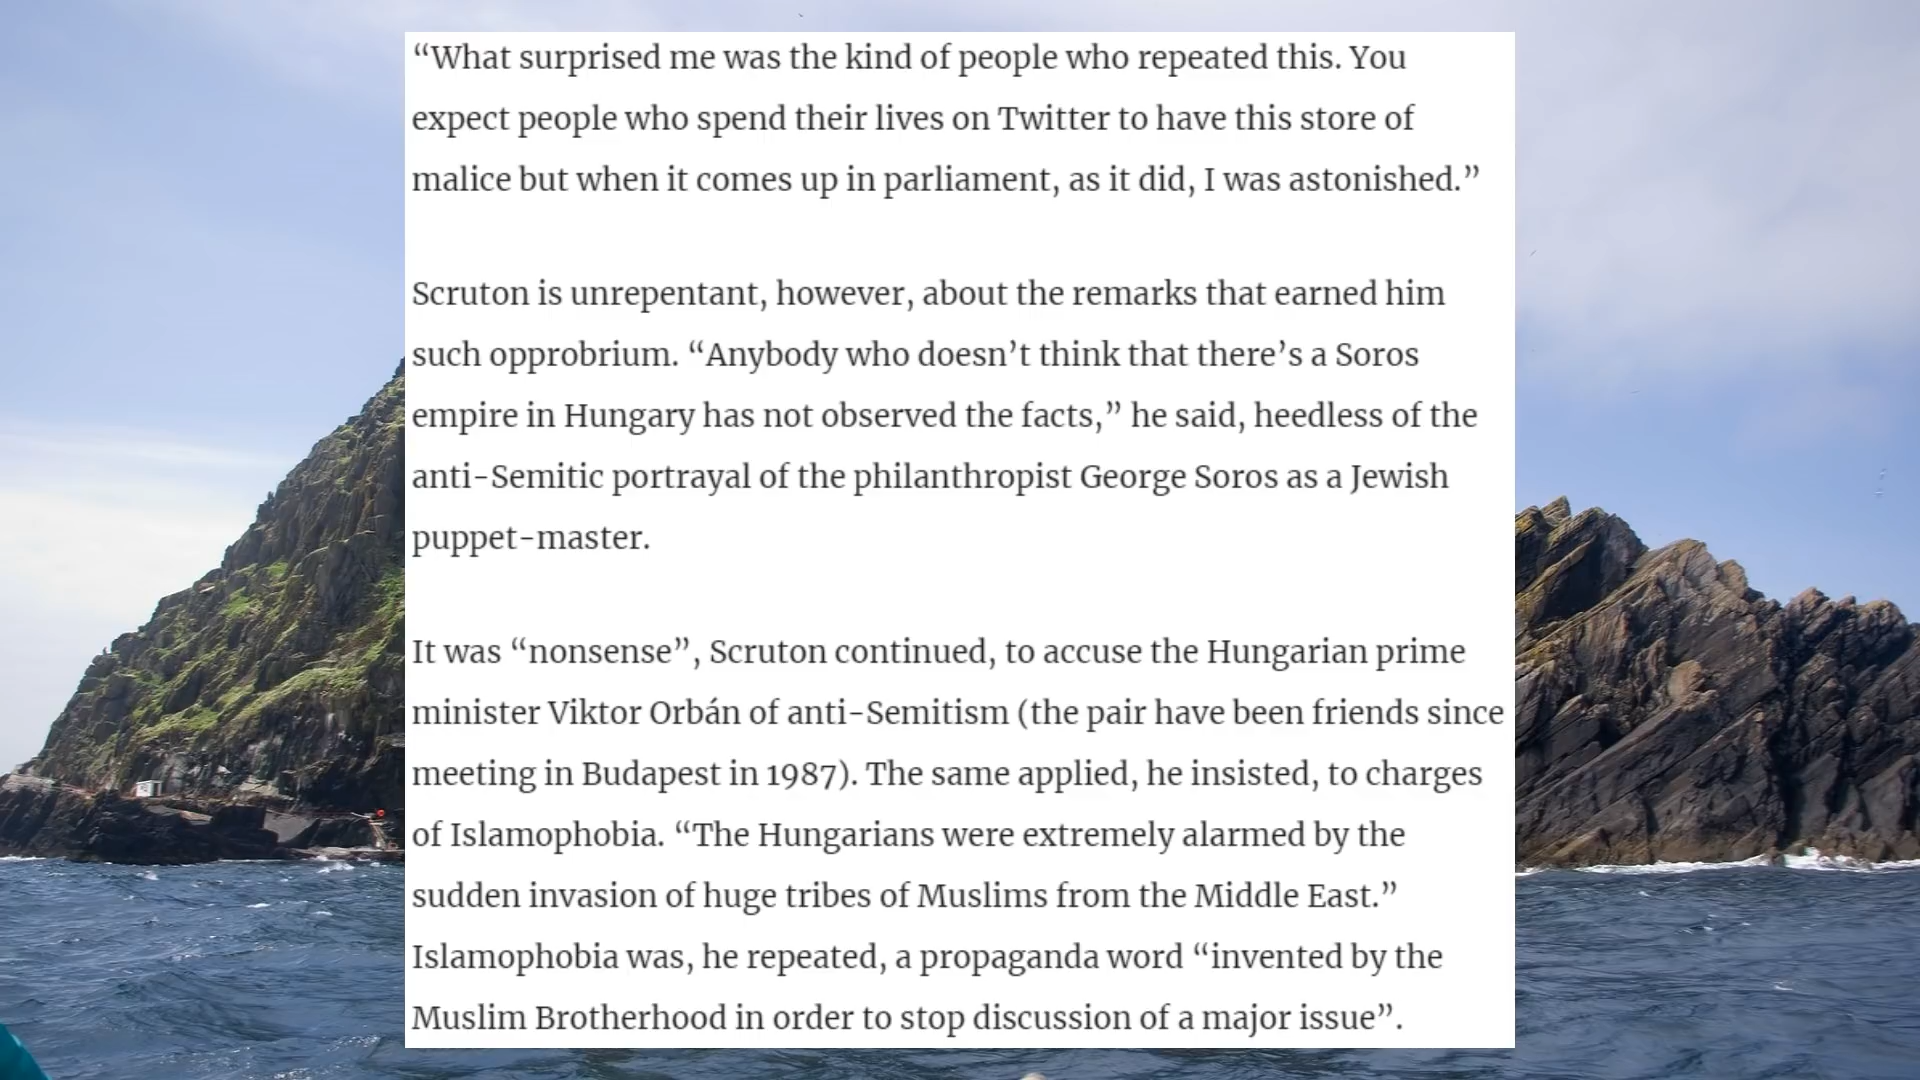 “What surprised me was the kind of people who repeated this. You
expect people who spend their lives on Twitter to have this store of
malice but when it comes up in parliament, as it did, I was astonished.”
Scruton is unrepentant, however, about the remarks that earned him
such opprobrium. “Anybody who doesn’t think that there’s a Soros
empire in Hungary has not observed the facts,” he said, heedless of the
anti-Semitic portrayal of the philanthropist George Soros as a Jewish
puppet-master.
It was “nonsense”, Scruton continued, to accuse the Hungarian prime
minister Viktor Orbán of anti-Semitism (the pair have been friends since
meeting in Budapest in 1987). The same applied, he insisted, to charges
of Islamophobia. “The Hungarians were extremely alarmed by the
sudden invasion of huge tribes of Muslims from the Middle East.”
Islamophobia was, he repeated, a propaganda word “invented by the
Muslim Brotherhood in order to stop discussion of a major issue”.